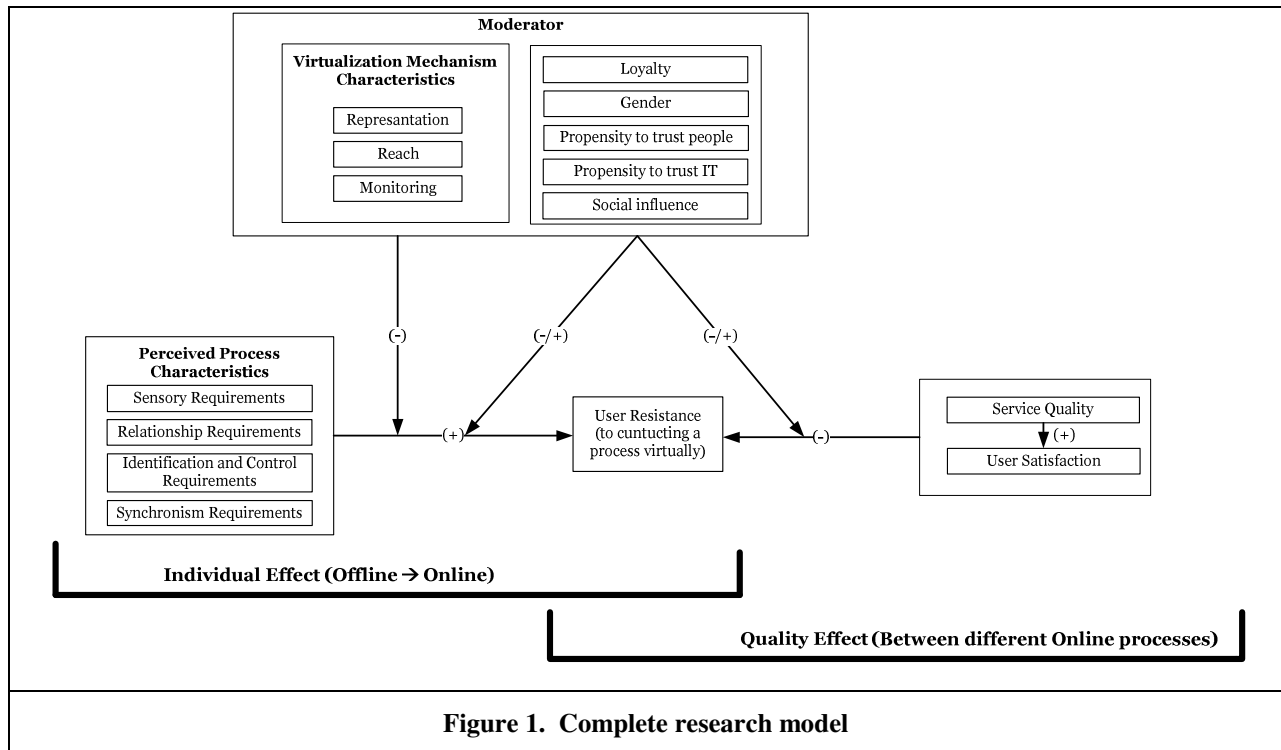 Moderator
Virtualization Mechanism
Characteristics
Represantation
Reach
Monitoring
Loyalty
Gender
Propensity to trust people
Propensity to trust IT
Social influence
(-)
(-/+)
(-/+)
Perceived Process
Characteristics
Sensory Requirements
Relationship Requirements
Identification and Control
Requirements
Synchronism Requirements
(+)
User Resistance
(to cuntucting a
process virtually)
(-)
Service Quality
(+)
User Satisfaction
Individual Effect (Offline → Online)
Quality Effect (Between different Online processes)
Figure 1. Complete research model